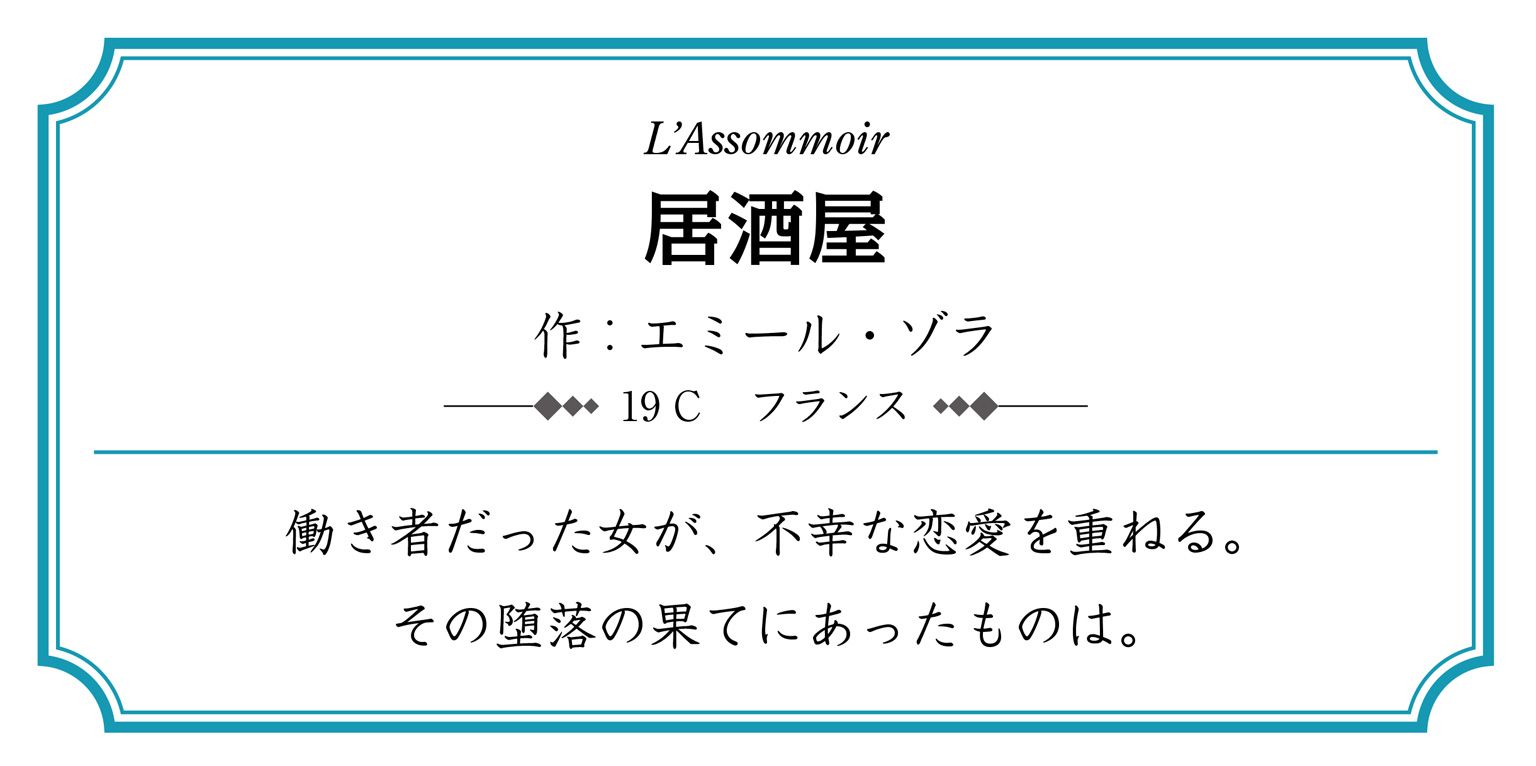 L’Assommoir
居酒屋
作：エミール・ゾラ
19 C　フランス
働き者だった女が、不幸な恋愛を重ねる。
その堕落の果てにあったものは。